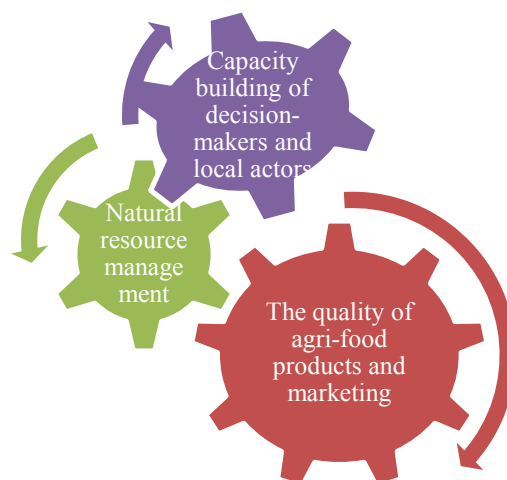 Capacity
building of
decision-
makers and
local actors
Natural
resource
manage
ment
The quality of
agri-food
products and
marketing